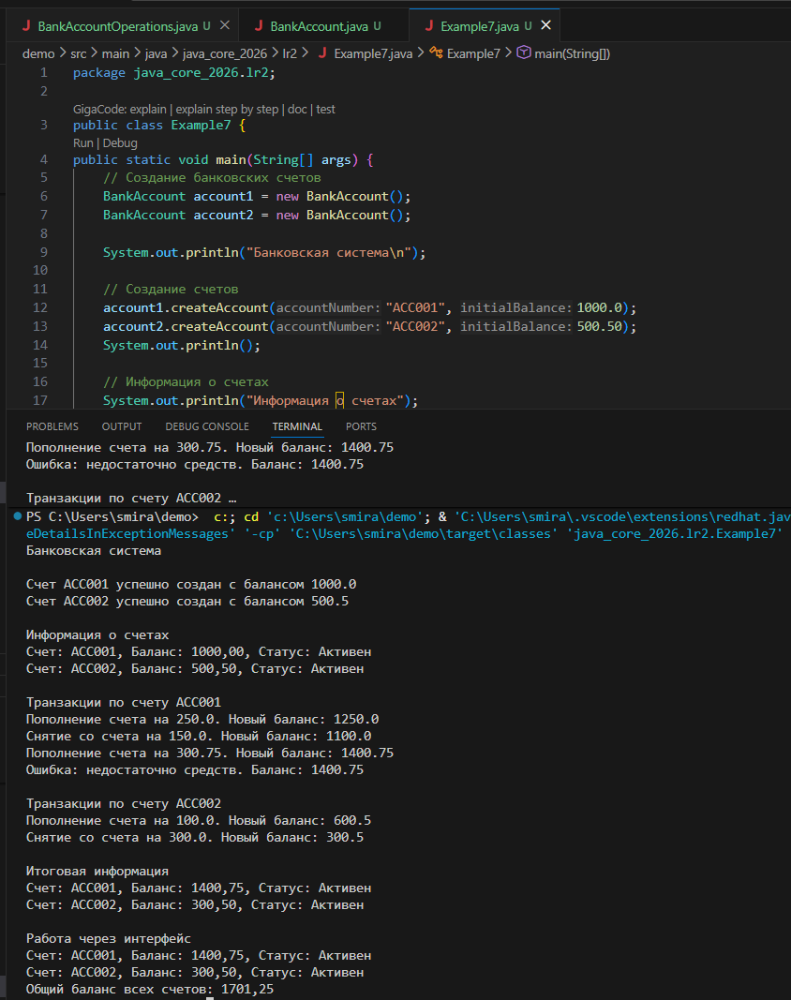 BankAccountOperations.java U
BankAccount.java U
Example7.java U
demo > src > main > java > java_core_2026 > lr2 > Example7.java > Example7 > main(String[])
1 package java_core_2026.lr2;
2
GigaCode: explain | explain step by step | doc | test
3 public class Example7 {
Run | Debug
4 public static void main(String[] args) {
5 // Создание банковских счетов
6 BankAccount account1 = new BankAccount();
7 BankAccount account2 = new BankAccount();
8
9 System.out.println("Банковская система\n");
10
11 // Создание счетов
12 account1.createAccount(accountNumber: "ACC001", initialBalance: 1000.0);
13 account2.createAccount(accountNumber: "ACC002", initialBalance: 500.50);
14 System.out.println();
15
16 // Информация о счетах
17 System.out.println("Информация о счетах");
PROBLEMS OUTPUT DEBUG CONSOLE TERMINAL PORTS
Пополнение счета на 300.75. Новый баланс: 1400.75
Ошибка: недостаточно средств. Баланс: 1400.75
Транзакции по счету ACC002 …
PS C:\Users\smira\demo> c:; cd 'c:\Users\smira\demo'; & 'C:\Users\smira\.vscode\extensions\redhat.jav
eDetailsInExceptionMessages' '-cp' 'C:\Users\smira\demo\target\classes' 'java_core_2026.lr2.Example7'
Банковская система
Счет ACC001 успешно создан с балансом 1000.0
Счет ACC002 успешно создан с балансом 500.5
Информация о счетах
Счет: ACC001, Баланс: 1000,00, Статус: Активен
Счет: ACC002, Баланс: 500,50, Статус: Активен
Транзакции по счету ACC001
Пополнение счета на 250.0. Новый баланс: 1250.0
Снятие со счета на 150.0. Новый баланс: 1100.0
Пополнение счета на 300.75. Новый баланс: 1400.75
Ошибка: недостаточно средств. Баланс: 1400.75
Транзакции по счету ACC002
Пополнение счета на 100.0. Новый баланс: 600.5
Снятие со счета на 300.0. Новый баланс: 300.5
Итоговая информация
Счет: ACC001, Баланс: 1400,75, Статус: Активен
Счет: ACC002, Баланс: 300,50, Статус: Активен
Работа через интерфейс
Счет: ACC001, Баланс: 1400,75, Статус: Активен
Счет: ACC002, Баланс: 300,50, Статус: Активен
Общий баланс всех счетов: 1701,25